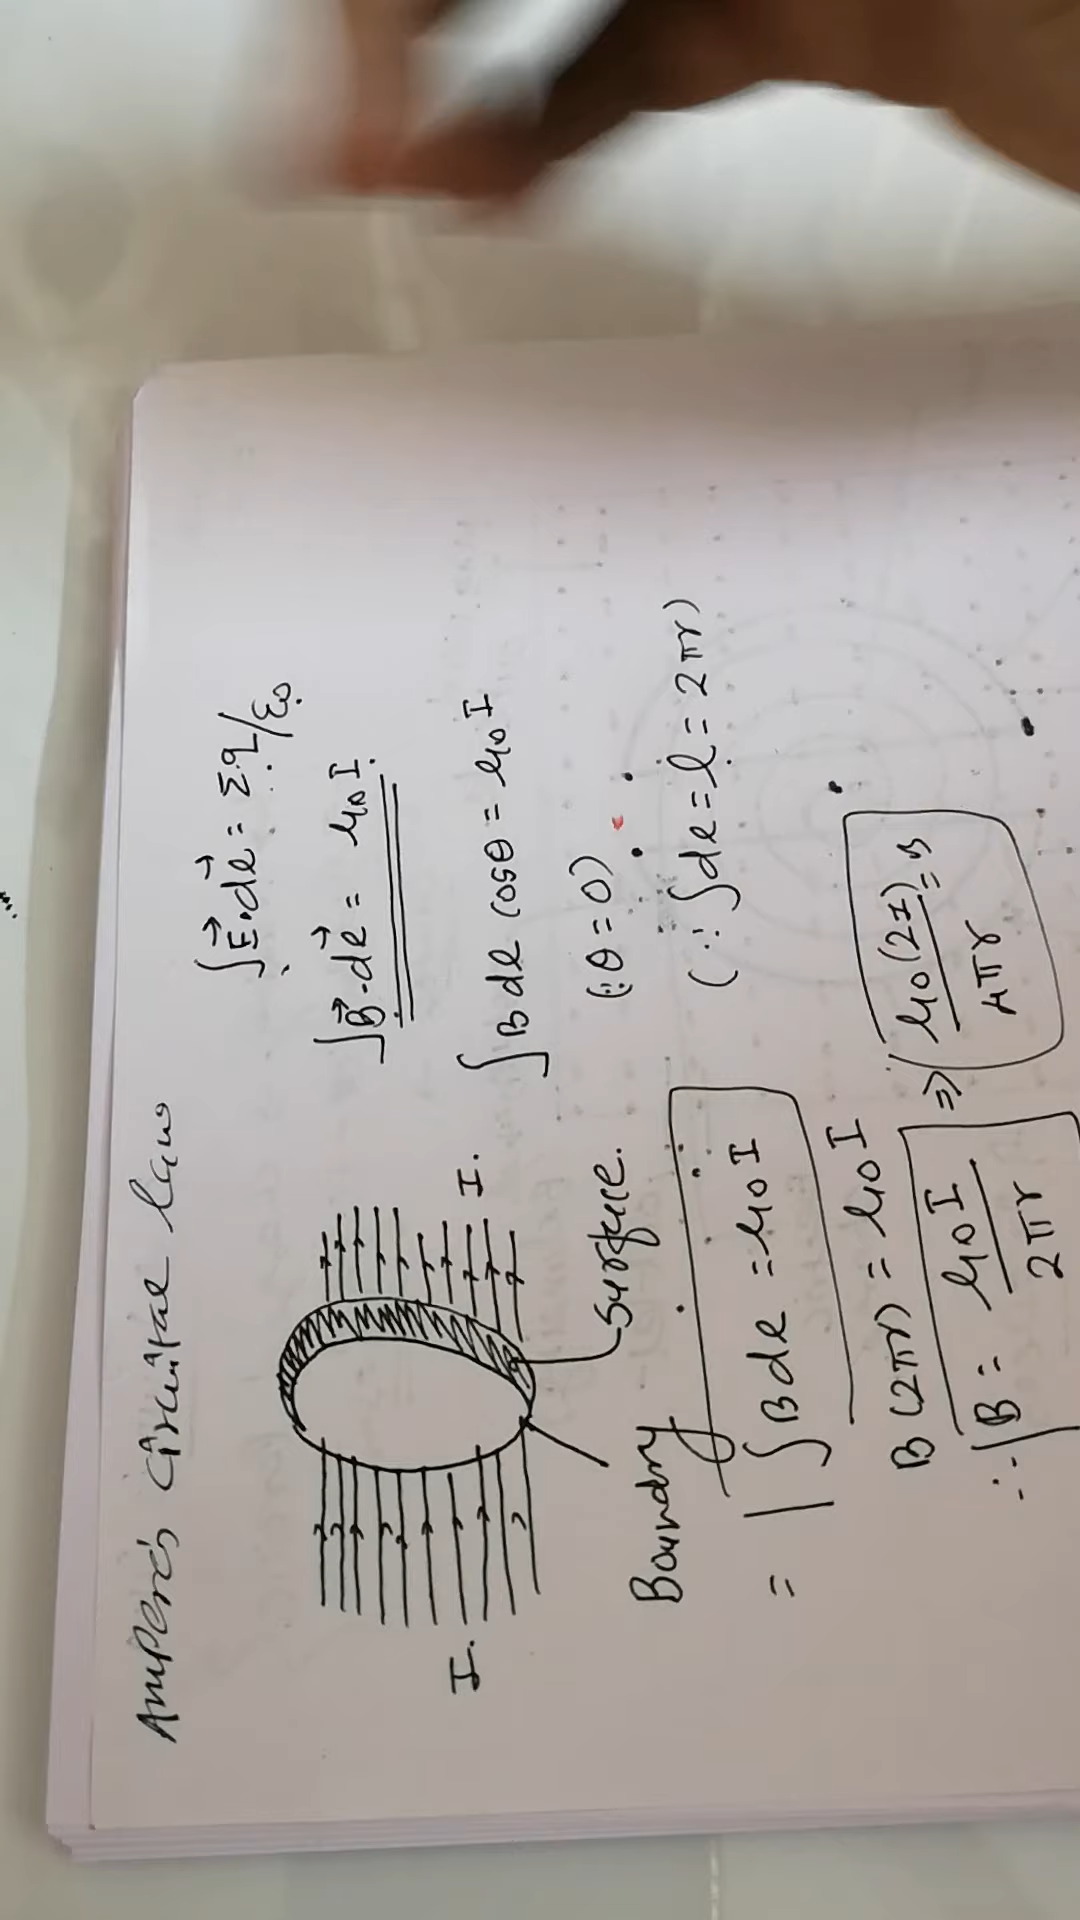 Ampere's Circuital law
∫E⃗·dl⃗ = Σq/ε₀
∫B⃗·dl⃗ = μ₀I
I. I.
∫B dl cosθ = μ₀I
Surface. (∵θ=0)
Boundry
= ∫B dl = μ₀I (∵ ∫dl = l = 2πr)
B(2πr) = μ₀I
∴ B = μ₀I/2πr ⇒ μ₀(2I)/4πr = B